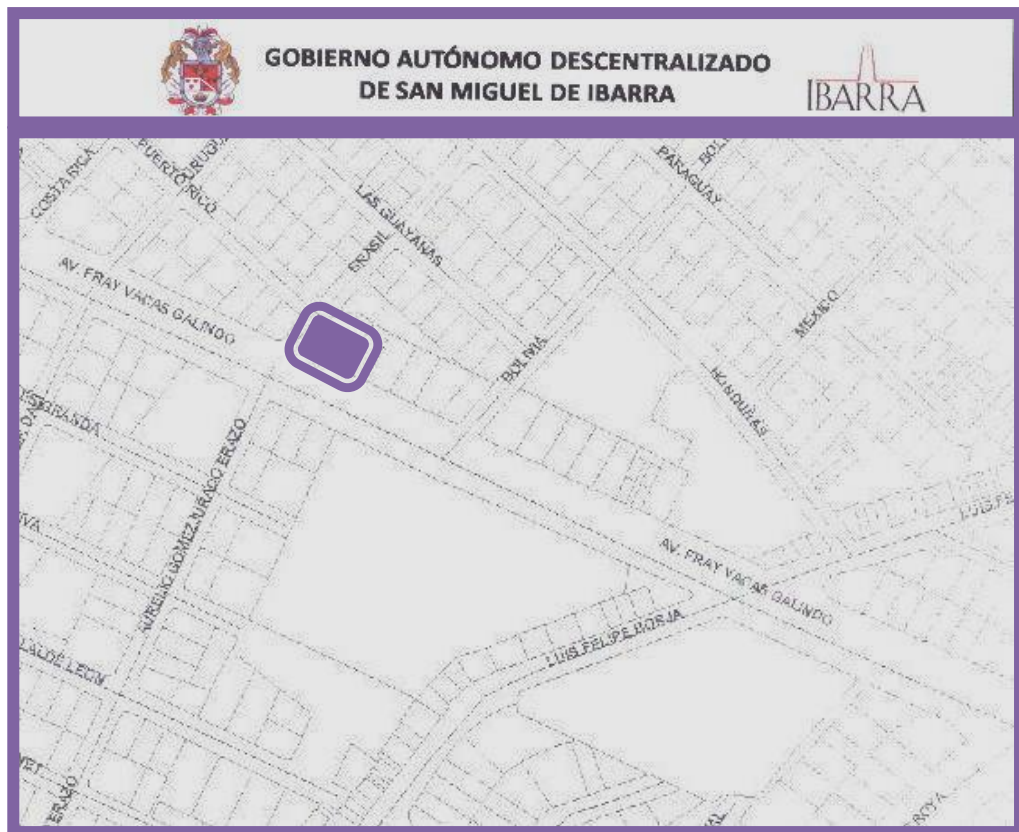 GOBIERNO AUTÓNOMO DESCENTRALIZADO
DE SAN MIGUEL DE IBARRA
IBARRA
COSTA RICA
PUERTO RICO
LAS GUAYANAS
BRASIL
PARAGUAY
AV. FRAY VACAS GALINDO
BOLIVIA
MEXICO
HONDURAS
AURELIO GOMEZ JURADO ERAZO
AV. FRAY VACAS GALINDO
LUIS FELIPE BORJA
ERAZO